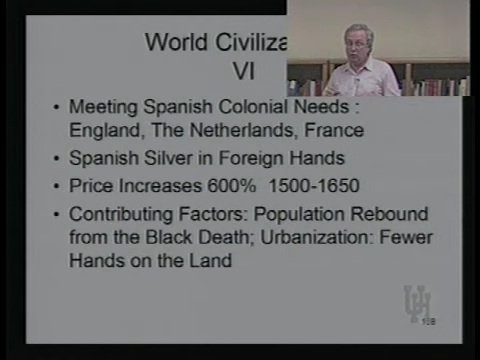 World Civiliza
VI
• Meeting Spanish Colonial Needs :
England, The Netherlands, France
• Spanish Silver in Foreign Hands
• Price Increases 600% 1500-1650
• Contributing Factors: Population Rebound
from the Black Death; Urbanization: Fewer
Hands on the Land
UH